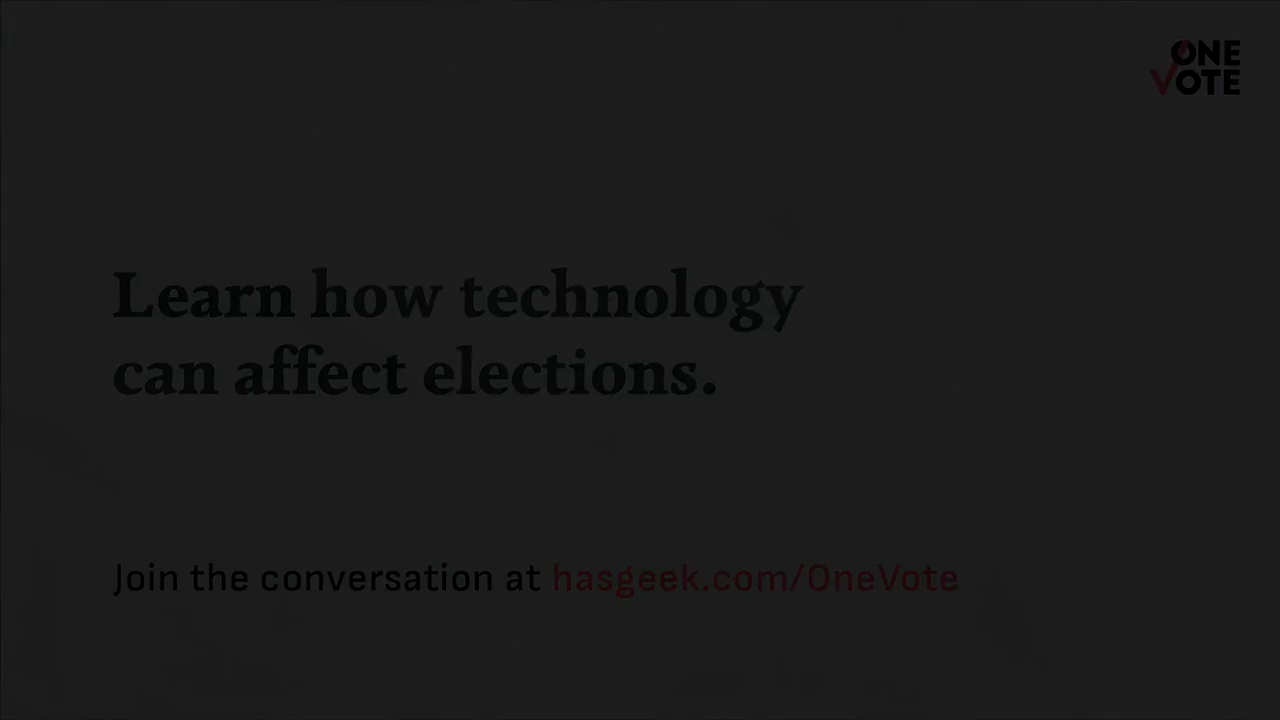 ONE
VOTE
Learn how technology
can affect elections.
Join the conversation at hasgeek.com/OneVote